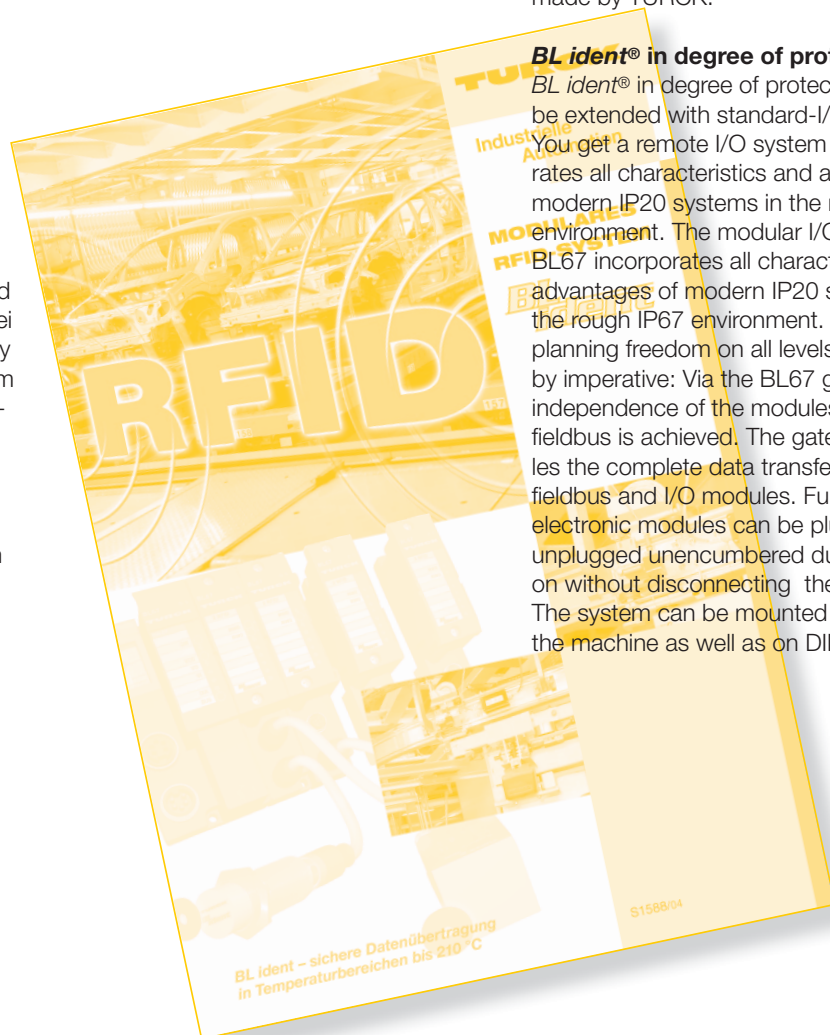 made by TURCK.
BL ident® in degree of prot
BL ident® in degree of protec
be extended with standard-I/
You get a remote I/O system
rates all characteristics and a
modern IP20 systems in the r
environment. The modular I/O
BL67 incorporates all charact
advantages of modern IP20 s
the rough IP67 environment.
planning freedom on all levels
by imperative: Via the BL67 g
independence of the modules
fieldbus is achieved. The gate
les the complete data transfe
fieldbus and I/O modules. Fu
electronic modules can be plu
unplugged unencumbered du
on without disconnecting the
The system can be mounted
the machine as well as on DI
d
ei
y
m
-
n
TURCK
Industrielle
Automation
MODULARES
RFID-SYSTEM
BL ident
RFID
BL ident – sichere Datenübertragung
in Temperaturbereichen bis 210 °C
S1588/04